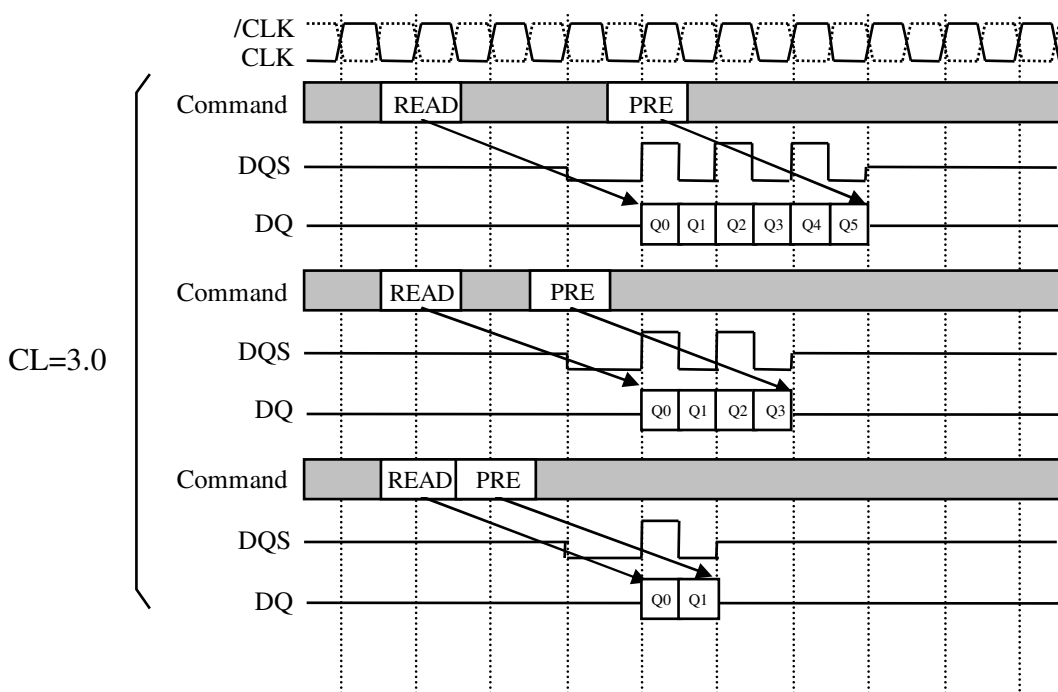 /CLK
CLK
Command READ PRE
DQS
DQ Q0 Q1 Q2 Q3 Q4 Q5
Command READ PRE
CL=3.0
DQS
DQ Q0 Q1 Q2 Q3
Command READ PRE
DQS
DQ Q0 Q1